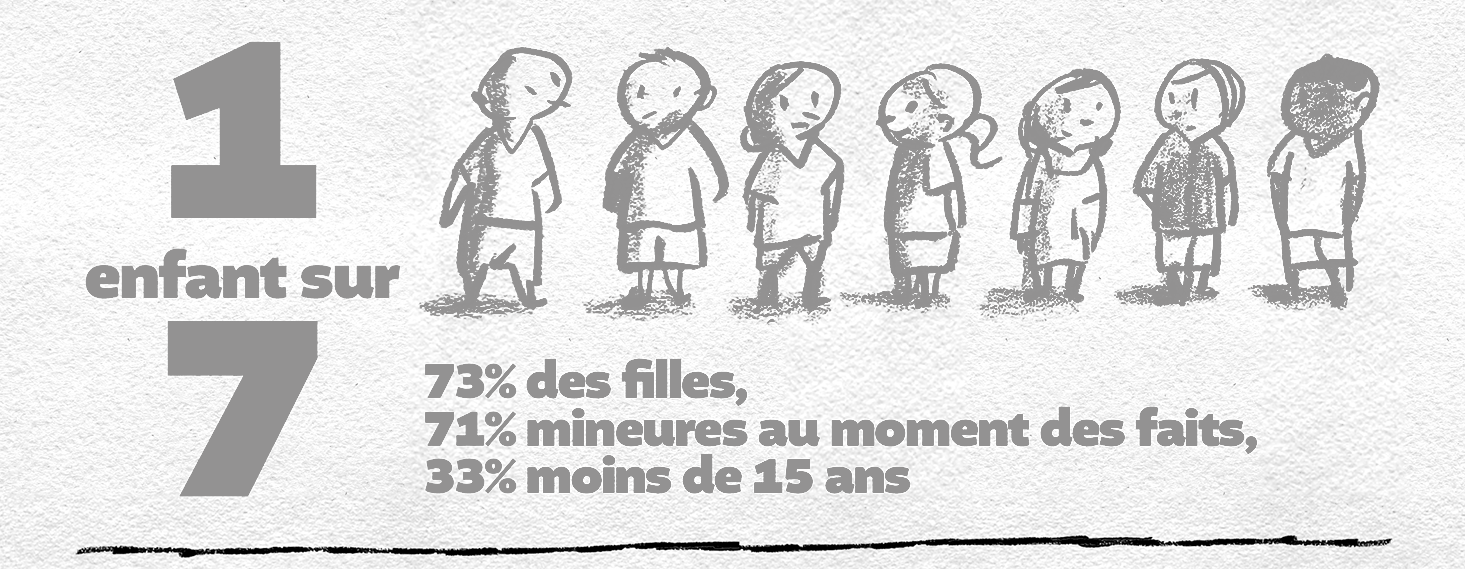 1
enfant sur
7
73% des filles,
71% mineures au moment des faits,
33% moins de 15 ans